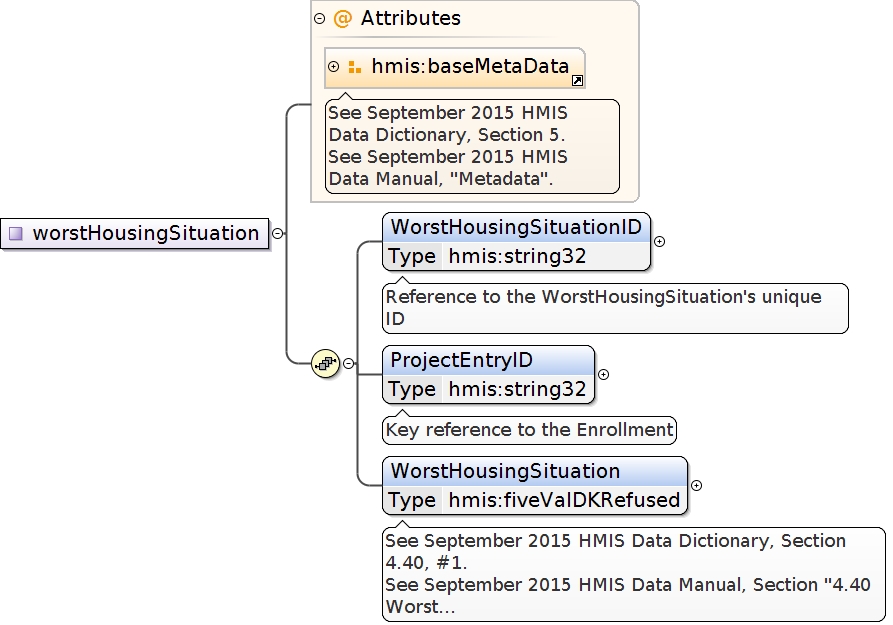 Attributes
hmis:baseMetaData
See September 2015 HMIS
Data Dictionary, Section 5.
See September 2015 HMIS
Data Manual, "Metadata".
worstHousingSituation
WorstHousingSituationID
Type hmis:string32
Reference to the WorstHousingSituation's unique
ID
ProjectEntryID
Type hmis:string32
Key reference to the Enrollment
WorstHousingSituation
Type hmis:fiveValDKRefused
See September 2015 HMIS Data Dictionary, Section
4.40, #1.
See September 2015 HMIS Data Manual, Section "4.40
Worst...